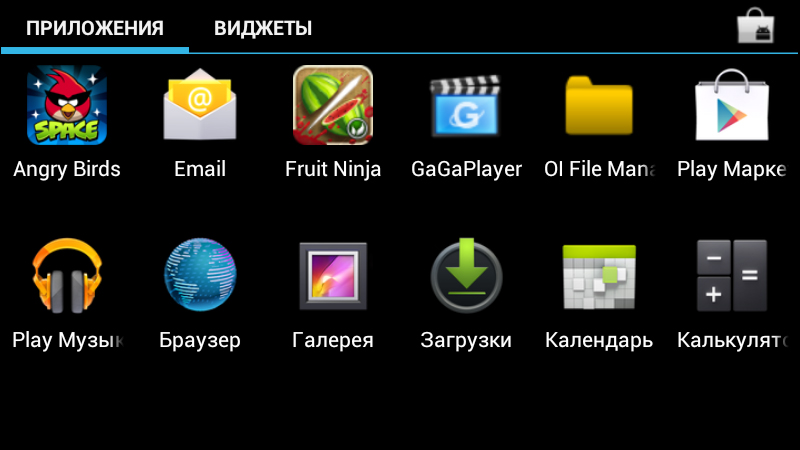 ПРИЛОЖЕНИЯ ВИДЖЕТЫ
SPACE
Angry Birds Email Fruit Ninja GaGaPlayer OI File Mana Play Марке
Play Музык Браузер Галерея Загрузки Календарь Калькулято